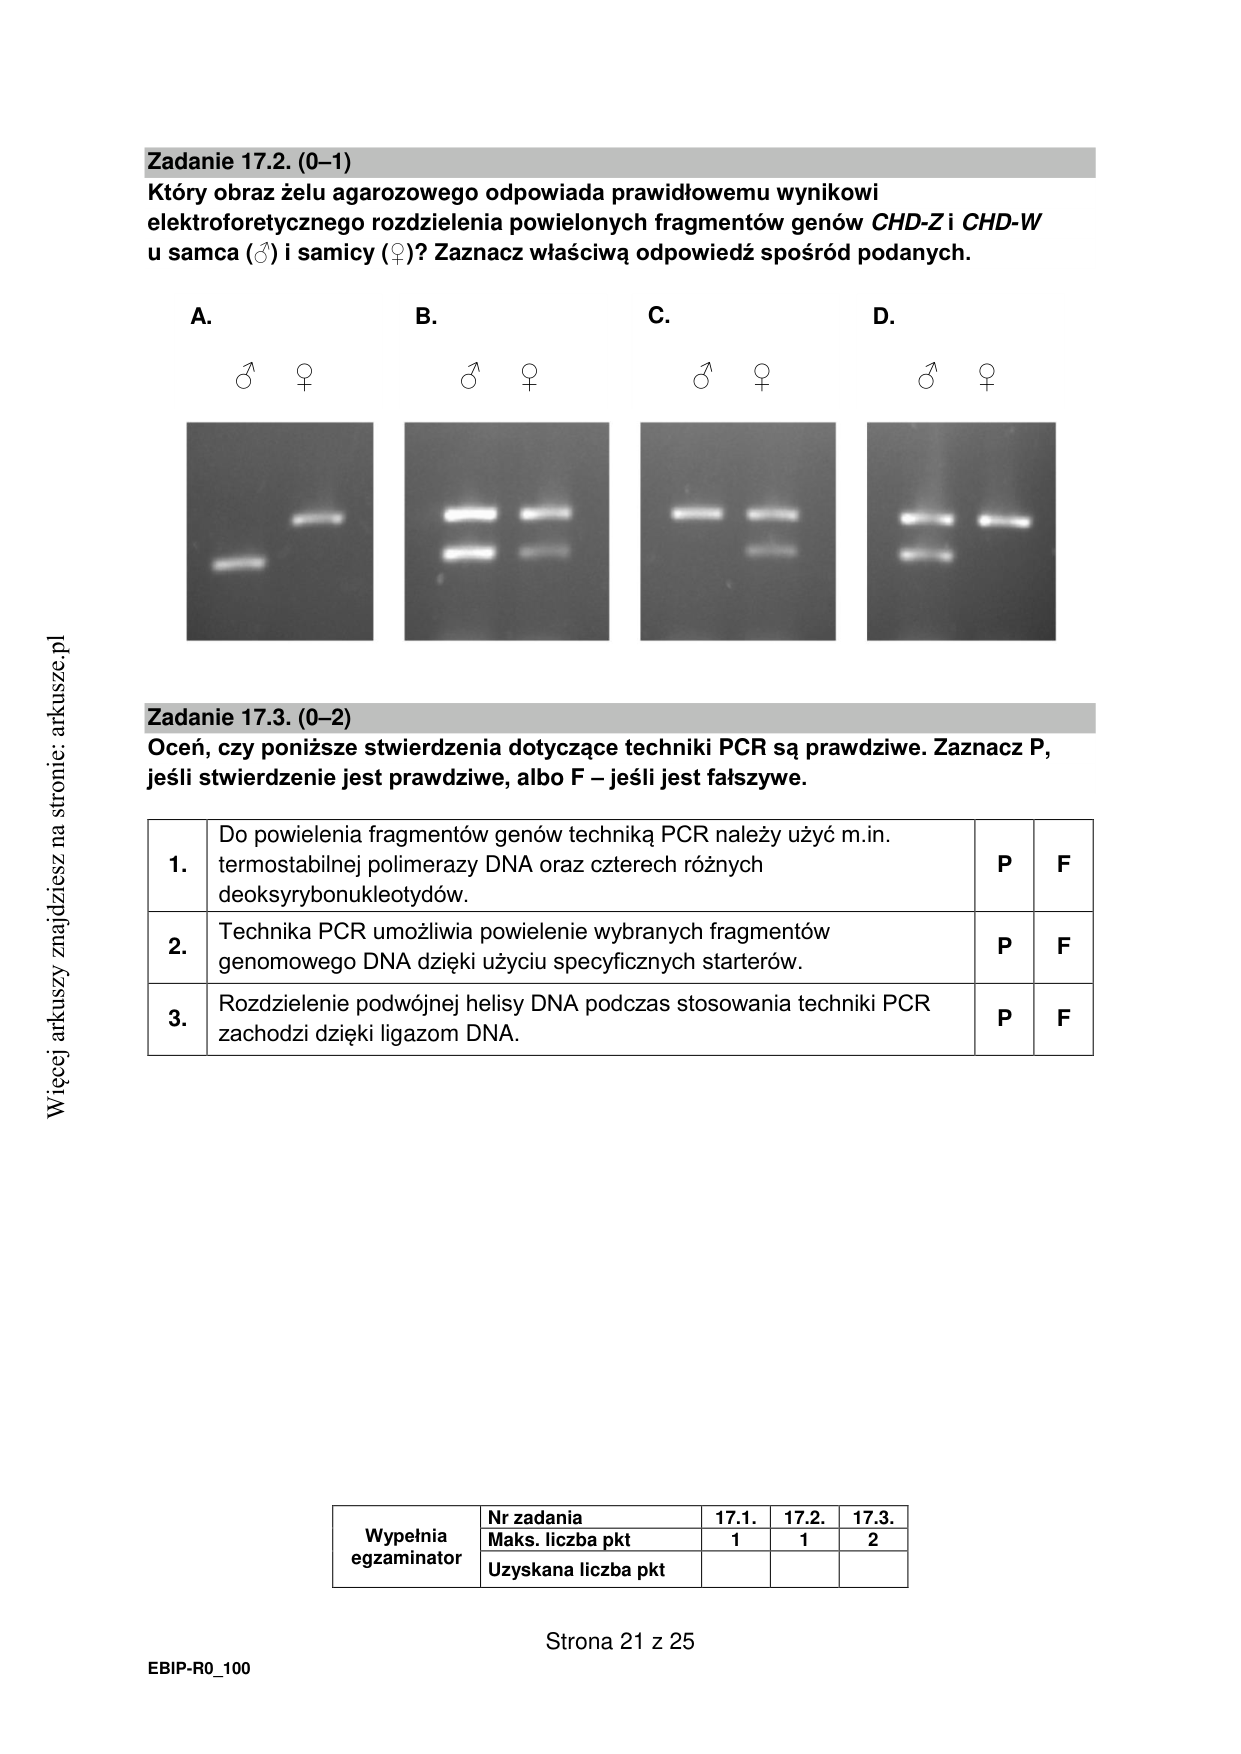 Zadanie 17.2. (0–1)
Który obraz żelu agarozowego odpowiada prawidłowemu wynikowi
elektroforetycznego rozdzielenia powielonych fragmentów genów CHD-Z i CHD-W
u samca (♂) i samicy (♀)? Zaznacz właściwą odpowiedź spośród podanych.
A. B. C. D.
♂ ♀ ♂ ♀ ♂ ♀ ♂ ♀
Zadanie 17.3. (0–2)
Oceń, czy poniższe stwierdzenia dotyczące techniki PCR są prawdziwe. Zaznacz P,
jeśli stwierdzenie jest prawdziwe, albo F – jeśli jest fałszywe.
Do powielenia fragmentów genów techniką PCR należy użyć m.in.
1. termostabilnej polimerazy DNA oraz czterech różnych P F
deoksyrybonukleotydów.
Technika PCR umożliwia powielenie wybranych fragmentów
2. P F
genomowego DNA dzięki użyciu specyficznych starterów.
Rozdzielenie podwójnej helisy DNA podczas stosowania techniki PCR
3. P F
zachodzi dzięki ligazom DNA.
Więcej arkuszy znajdziesz na stronie: arkusze.pl
Wypełnia
egzaminator
Nr zadania 17.1. 17.2. 17.3.
Maks. liczba pkt 1 1 2
Uzyskana liczba pkt
Strona 21 z 25
EBIP-R0_100